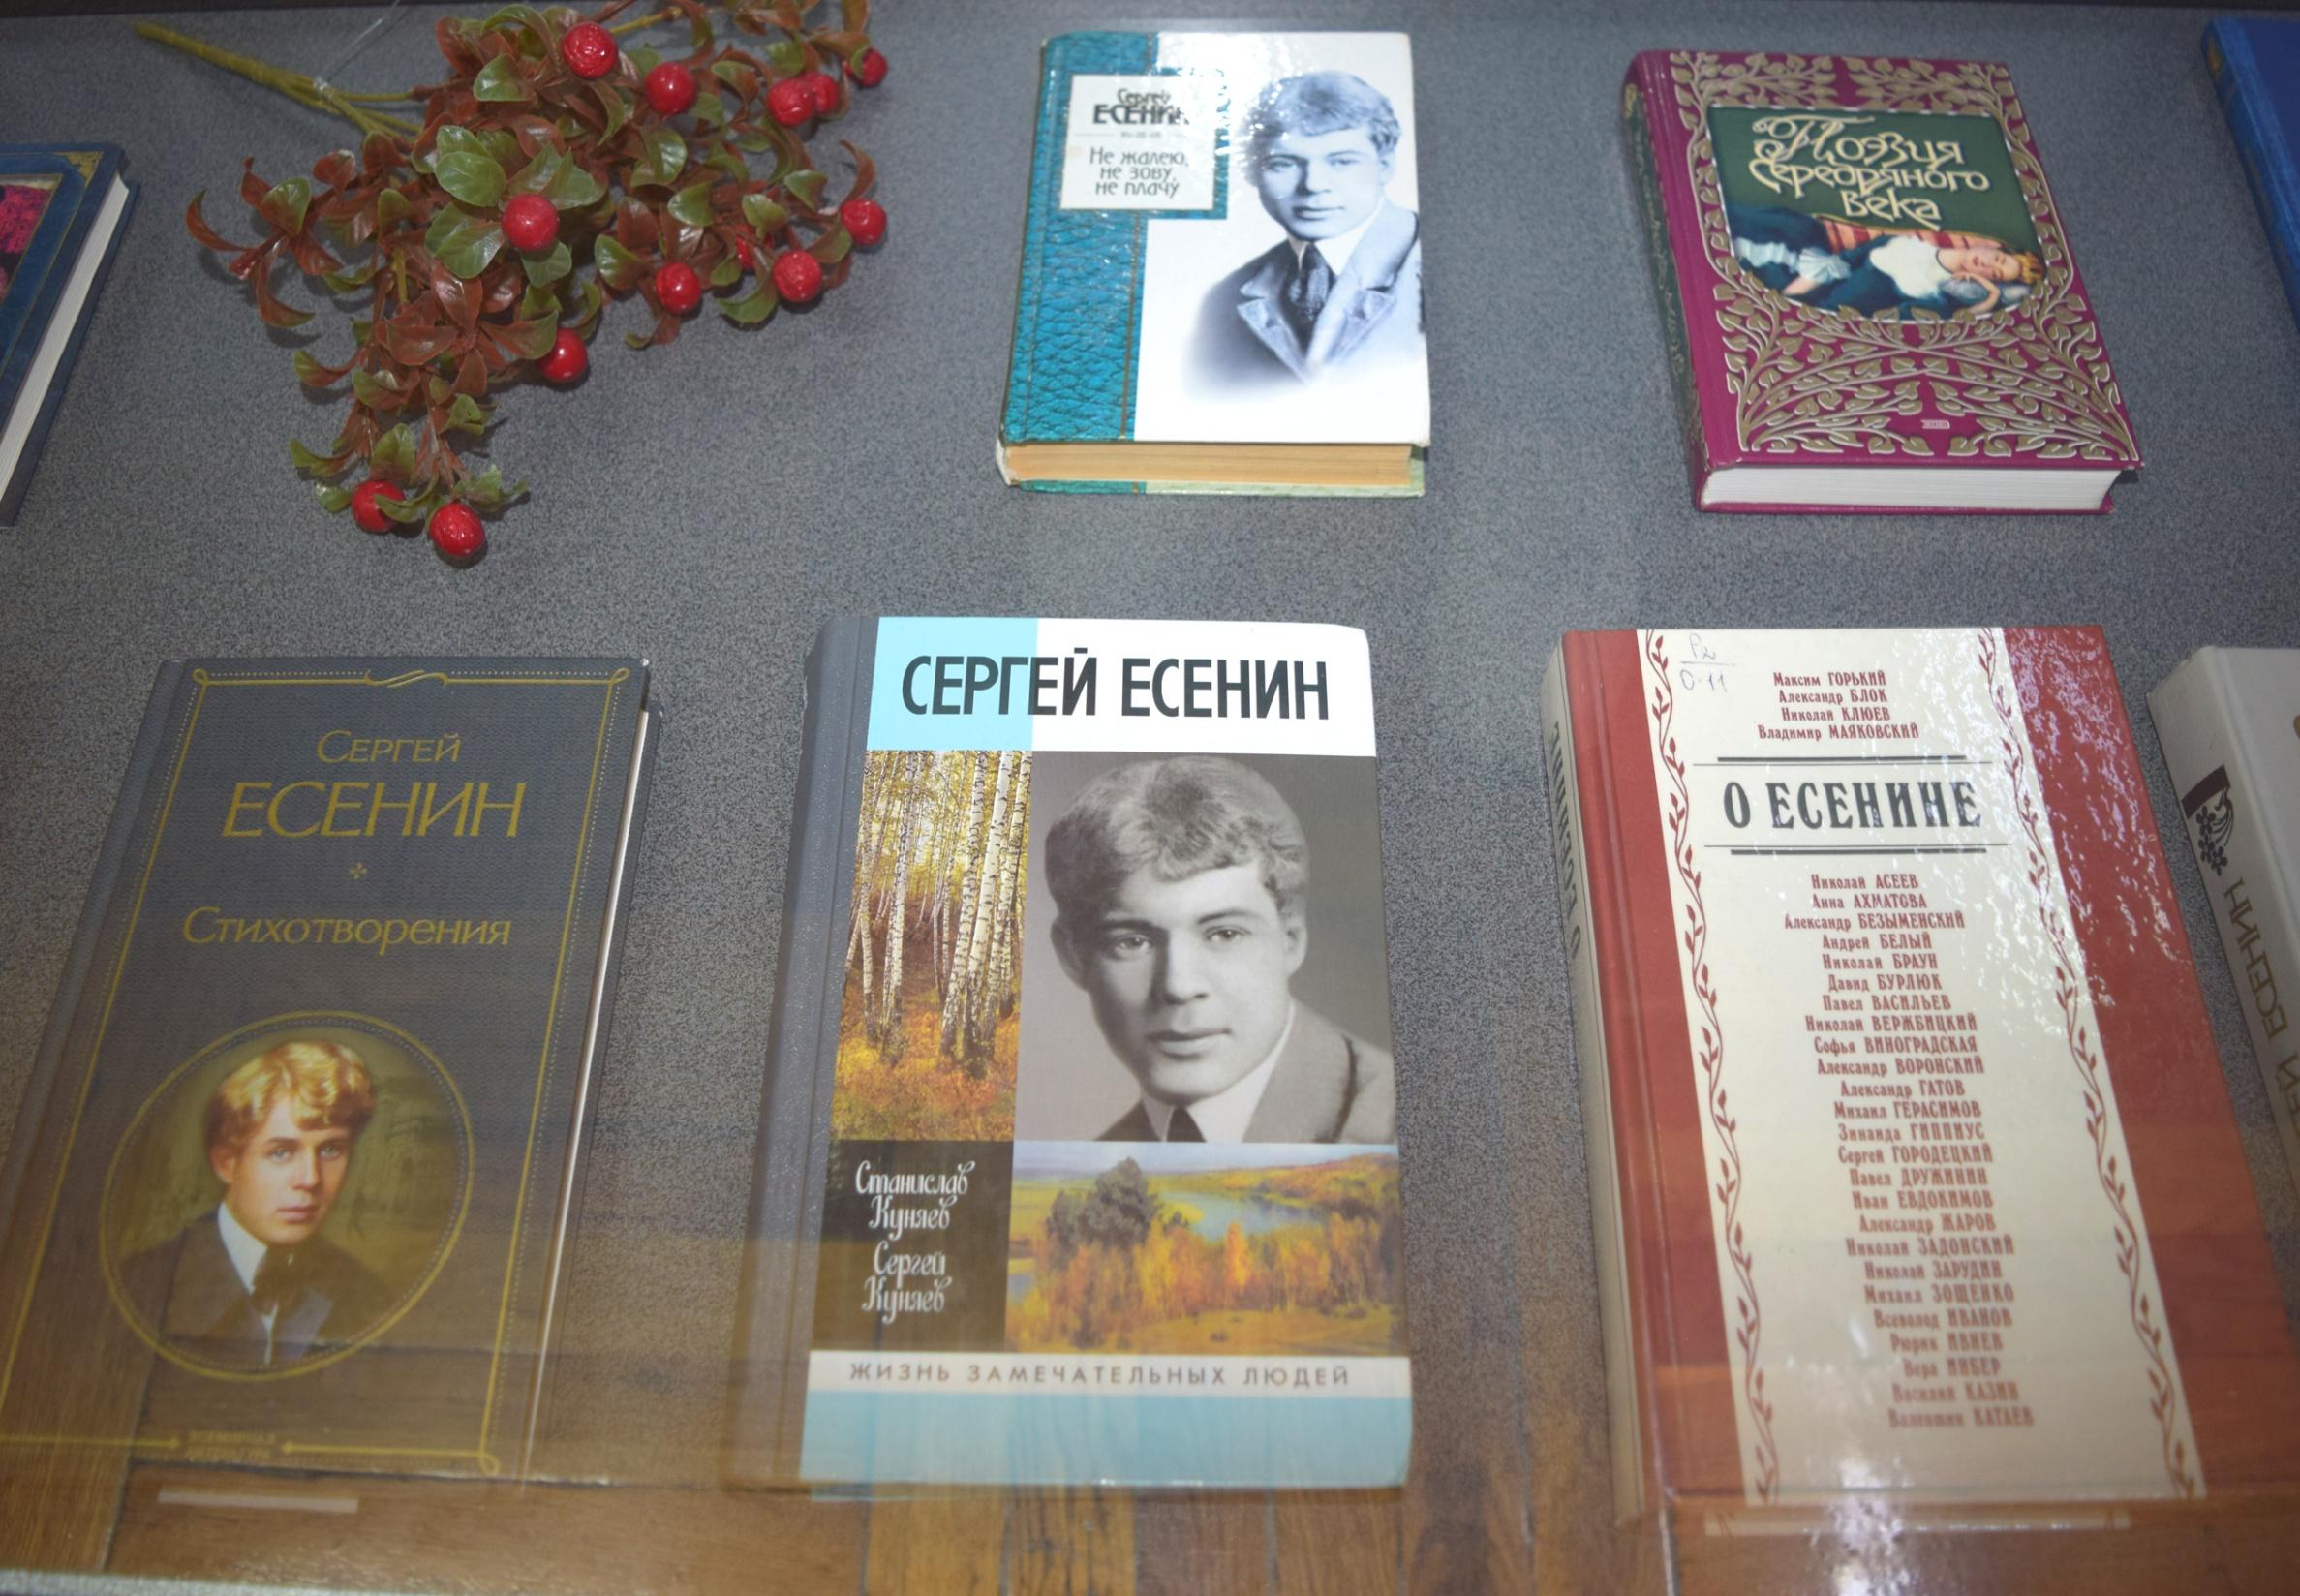 Сергей
ЕСЕНИН
Не жалею,
не зову,
не плачу
Поэзия
Серебряного
века
Сергей
ЕСЕНИН
Стихотворения
СЕРГЕЙ ЕСЕНИН
Станислав
Куняев
Сергей
Куняев
ЖИЗНЬ ЗАМЕЧАТЕЛЬНЫХ ЛЮДЕЙ
Р2
О-11
Максим ГОРЬКИЙ
Александр БЛОК
Николай КЛЮЕВ
Владимир МАЯКОВСКИЙ
О ЕСЕНИНЕ
Николай АСЕЕВ
Анна АХМАТОВА
Александр БЕЗЫМЕНСКИЙ
Андрей БЕЛЫЙ
Николай БРАУН
Давид БУРЛЮК
Павел ВАСИЛЬЕВ
Николай ВЕРЖБИЦКИЙ
Софья ВИНОГРАДСКАЯ
Александр ВОРОНСКИЙ
Александр ГАТОВ
Михаил ГЕРАСИМОВ
Зинаида ГИППИУС
Сергей ГОРОДЕЦКИЙ
Павел ДРУЖИНИН
Иван ЕВДОКИМОВ
Александр ЖАРОВ
Николай ЗАДОНСКИЙ
Николай ЗАРУДИН
Михаил ЗОЩЕНКО
Всеволод ИВАНОВ
Рюрик ИВНЕВ
Вера ИНБЕР
Василий КАЗИН
Валентин КАТАЕВ
О ЕСЕНИНЕ
ЕСЕНИН